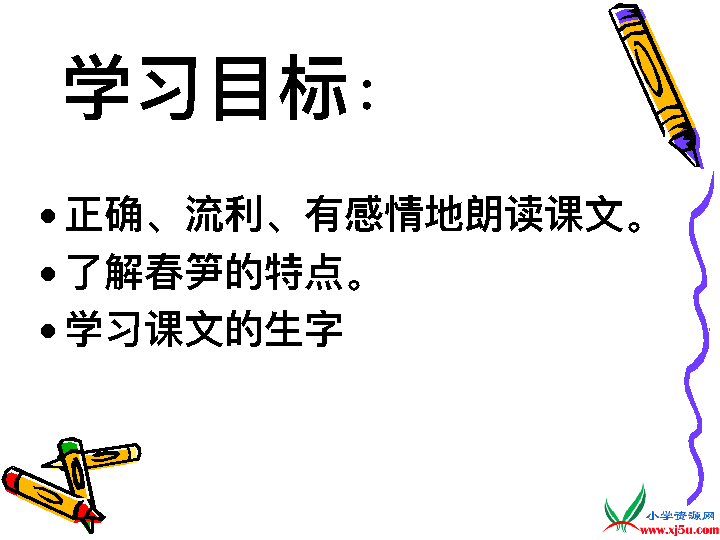 学习目标：
•正确、流利、有感情地朗读课文。
•了解春笋的特点。
•学习课文的生字
小学资源网
www.xj5u.com